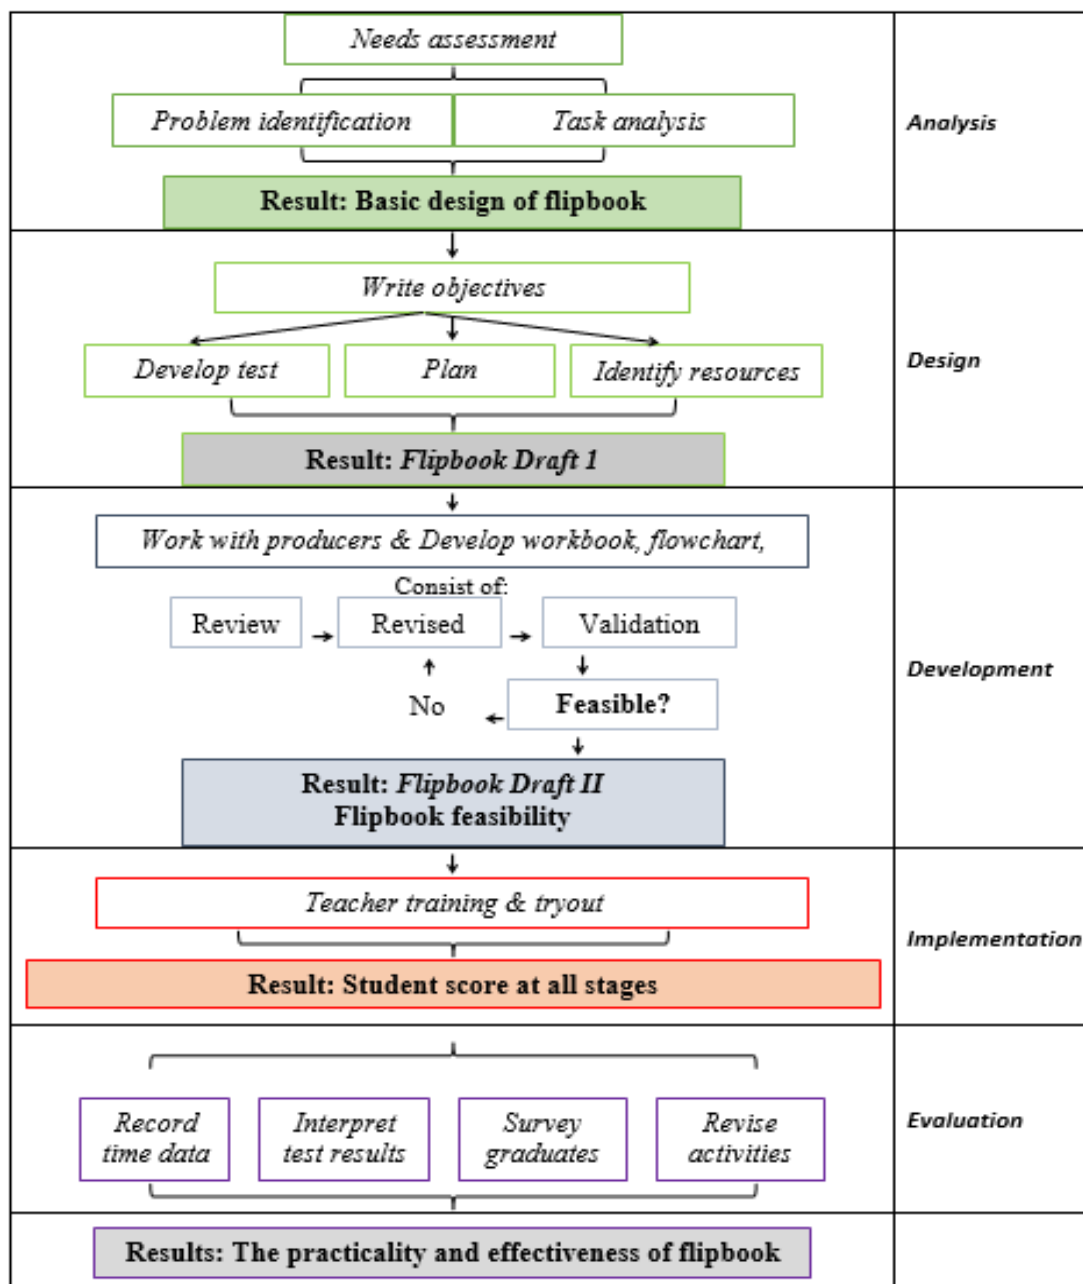 Needs assessment
Problem identification
Task analysis
Result: Basic design of flipbook
Analysis
Write objectives
Develop test
Plan
Identify resources
Result: Flipbook Draft 1
Design
Work with producers & Develop workbook, flowchart,
Consist of:
Review
Revised
Validation
No
Feasible?
Result: Flipbook Draft II
Flipbook feasibility
Development
Teacher training & tryout
Result: Student score at all stages
Implementation
Record
time data
Interpret
test results
Survey
graduates
Revise
activities
Evaluation
Results: The practicality and effectiveness of flipbook